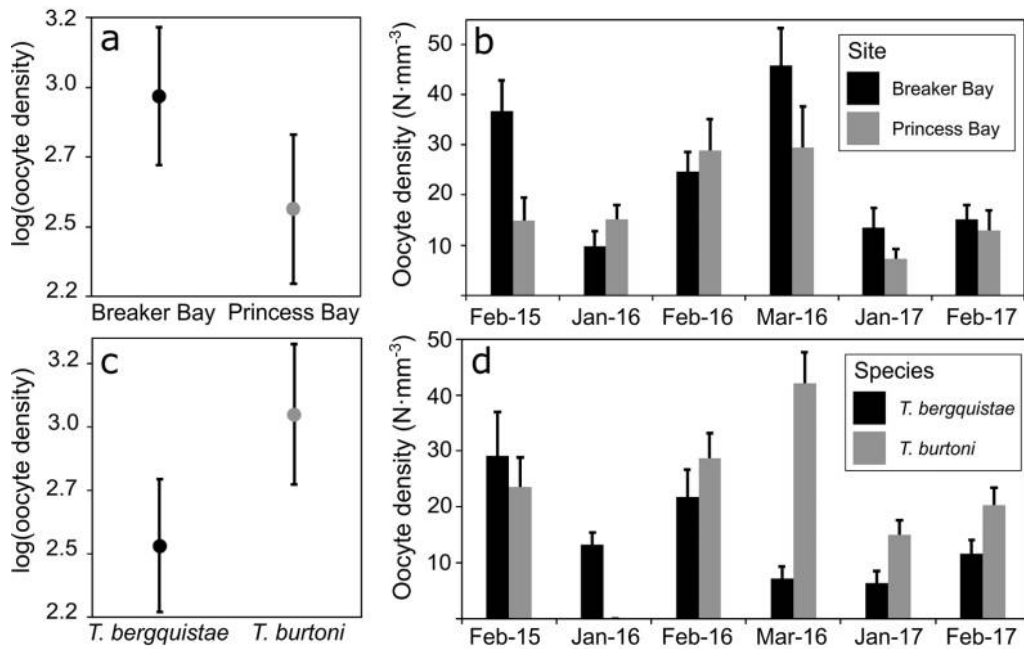 a
log(oocyte density)
3.2
3.0
2.7
2.5
2.2
Breaker Bay Princess Bay
b
Oocyte density (N·mm⁻³)
50
40
30
20
10
Site
Breaker Bay
Princess Bay
Feb-15 Jan-16 Feb-16 Mar-16 Jan-17 Feb-17
c
log(oocyte density)
3.2
3.0
2.7
2.5
2.2
T. bergquistae T. burtoni
d
Oocyte density (N·mm⁻³)
50
40
30
20
10
Species
T. bergquistae
T. burtoni
Feb-15 Jan-16 Feb-16 Mar-16 Jan-17 Feb-17